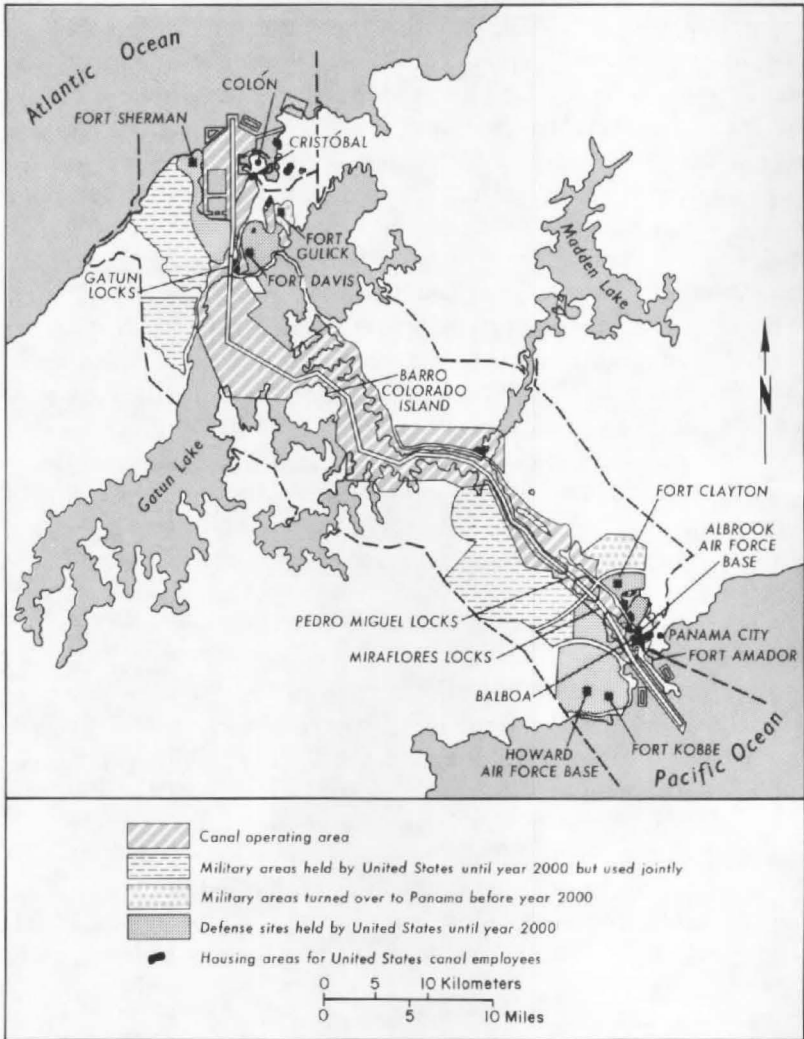 Atlantic Ocean
COLÓN
FORT SHERMAN
CRISTÓBAL
FORT
GULICK
GATUN
LOCKS
FORT DAVIS
Madden Lake
BARRO
COLORADO
ISLAND
N
Gatun Lake
FORT CLAYTON
ALBROOK
AIR FORCE
BASE
PEDRO MIGUEL LOCKS
PANAMA CITY
MIRAFLORES LOCKS
FORT AMADOR
BALBOA
HOWARD
AIR FORCE BASE
FORT KOBBE
Pacific Ocean
Canal operating area
Military areas held by United States until year 2000 but used jointly
Military areas turned over to Panama before year 2000
Defense sites held by United States until year 2000
Housing areas for United States canal employees
0 5 10 Kilometers
0 5 10 Miles